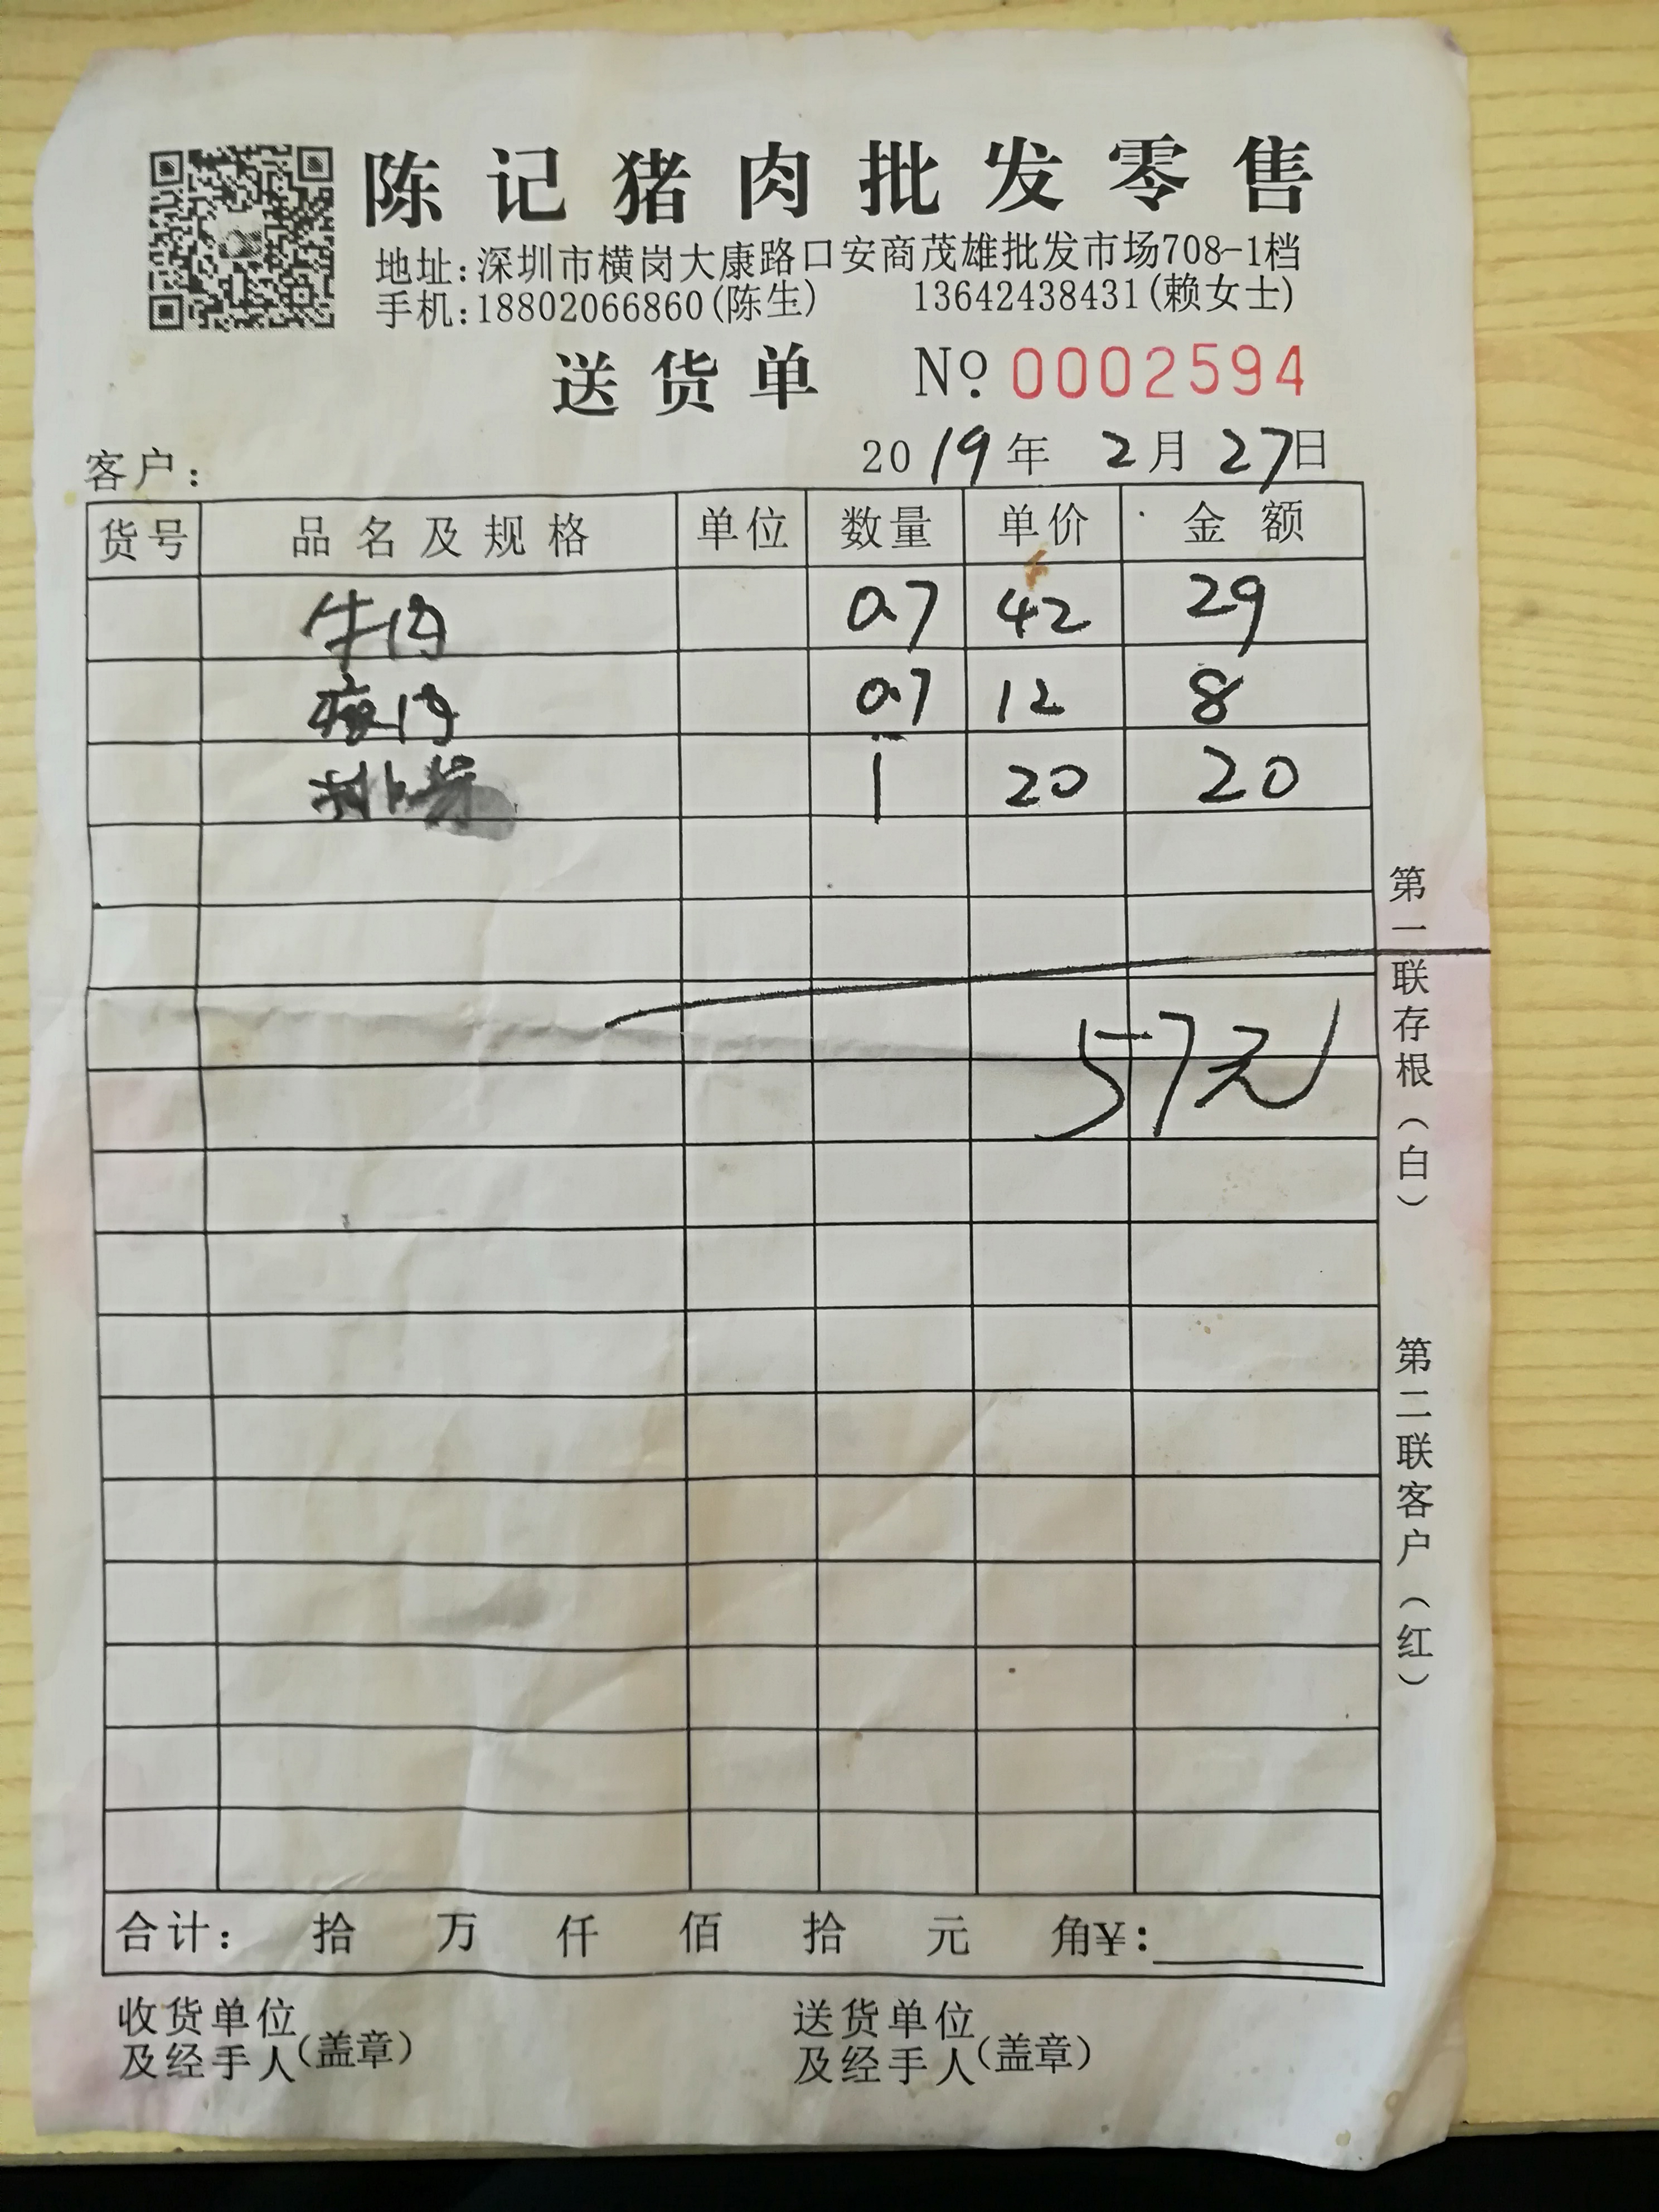 陈记猪肉批发零售
地址:深圳市横岗大康路口安商茂雄批发市场708-1档
手机:18802066860(陈生) 13642438431(赖女士)
送货单 No. 0002594
客户: 2019年 2月 27日
货号 品名及规格 单位 数量 单价 金额
牛肉 0.7 42 29
瘦肉 0.7 12 8
排骨 1 20 20
57元
合计: 拾 万 仟 佰 拾 元 角¥:
收货单位
及经手人(盖章)
送货单位
及经手人(盖章)
第一联存根(白)
第二联客户(红)